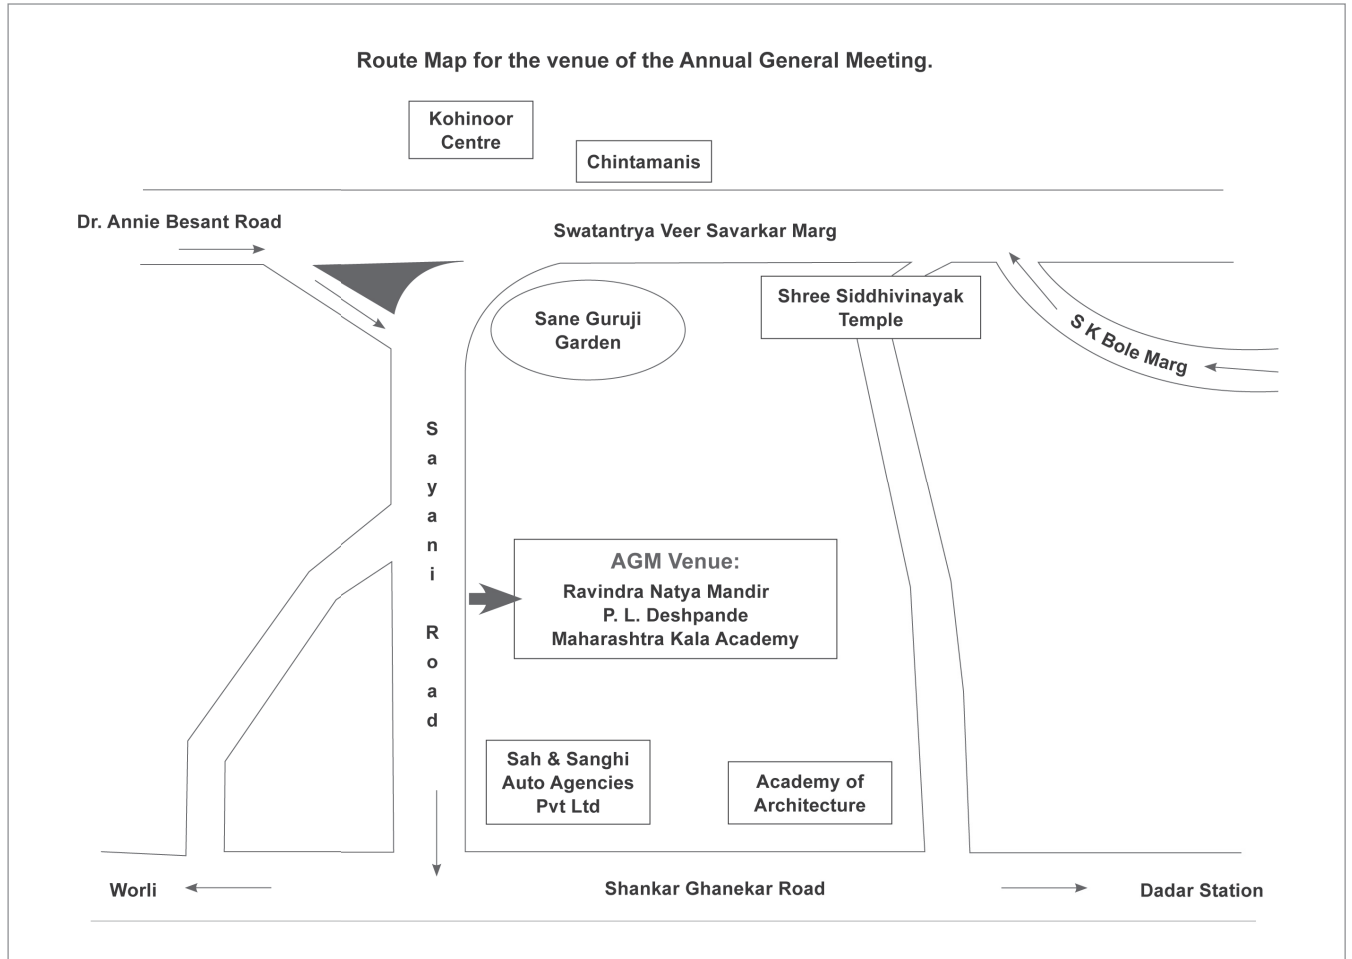 Route Map for the venue of the Annual General Meeting.
Kohinoor
Centre
Chintamanis
Dr. Annie Besant Road
Swatantrya Veer Savarkar Marg
Sane Guruji
Garden
Shree Siddhivinayak
Temple
S K Bole Marg
Sayani Road
AGM Venue:
Ravindra Natya Mandir
P. L. Deshpande
Maharashtra Kala Academy
Sah & Sanghi
Auto Agencies
Pvt Ltd
Academy of
Architecture
Worli
Shankar Ghanekar Road
Dadar Station